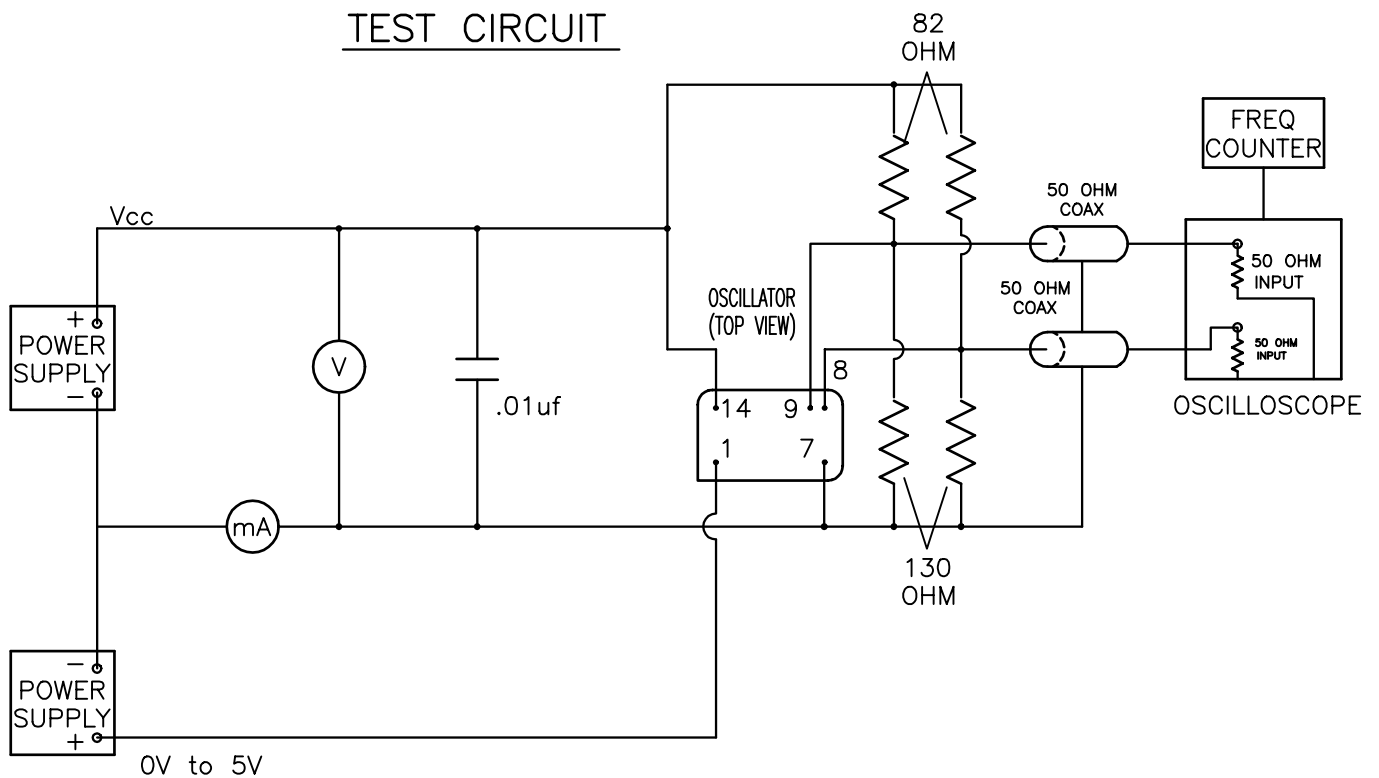 TEST CIRCUIT
82
OHM
FREQ
COUNTER
50 OHM
COAX
Vcc
50 OHM
INPUT
50 OHM
COAX
OSCILLATOR
(TOP VIEW)
+
POWER
SUPPLY
−
V
50 OHM
INPUT
8
.01uf
14
9
OSCILLOSCOPE
1
7
mA
130
OHM
−
POWER
SUPPLY
+
0V to 5V